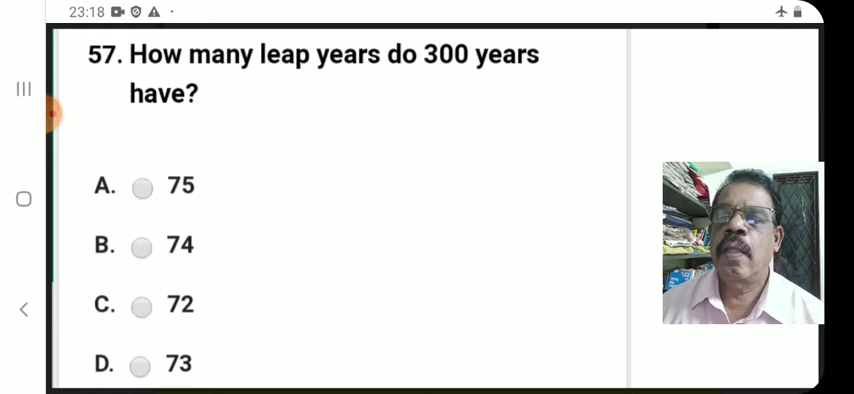 23:18
57. How many leap years do 300 years
have?
A. 75
B. 74
C. 72
D. 73